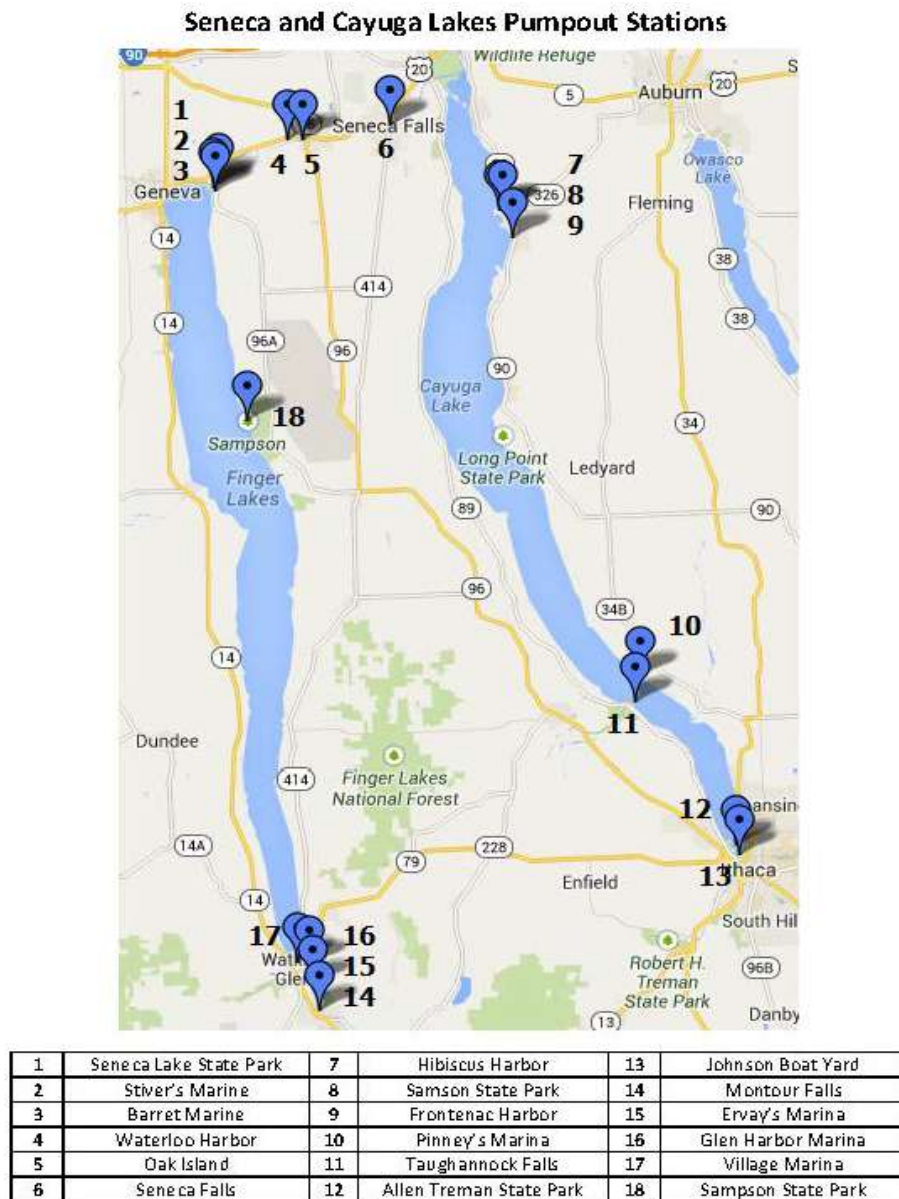 Seneca and Cayuga Lakes Pumpout Stations
90
Wildlife Refuge
20
S
5
Auburn
20
1
2
3
4
5
Seneca Falls
6
7
8
9
326
Owasco
Lake
Geneva
Fleming
14
38
414
14
96A
96
38
90
Cayuga
Lake
18
34
Sampson
Long Point
State Park
Ledyard
Finger
Lakes
89
90
96
34B
10
14
11
Dundee
414
Finger Lakes
National Forest
12
ansin
14A
228
79
13
Ithaca
Enfield
14
South Hil
17
16
15
14
Robert H.
Treman
State Park
96B
13
Danby
1 Seneca Lake State Park 7 Hibiscus Harbor 13 Johnson Boat Yard
2 Stiver's Marine 8 Samson State Park 14 Montour Falls
3 Barret Marine 9 Frontenac Harbor 15 Ervay's Marina
4 Waterloo Harbor 10 Pinney's Marina 16 Glen Harbor Marina
5 Oak Island 11 Taughannock Falls 17 Village Marina
6 Seneca Falls 12 Allen Treman State Park 18 Sampson State Park